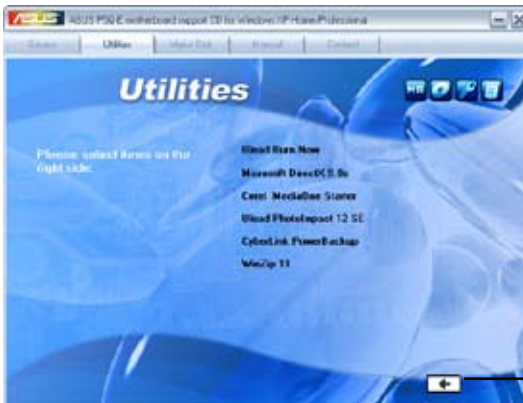 ASUS
ASUS P5Q-E motherboard support CD for Windows XP Home/Professional
Drivers Utilities Make Disk Manual Contact
Utilities
Please select items on the
right side.
Ulead Burn Now
Microsoft DirectX 9.0c
Corel MediaOne Starter
Ulead PhotoImpact 12 SE
CyberLink PowerBackup
WinZip 11